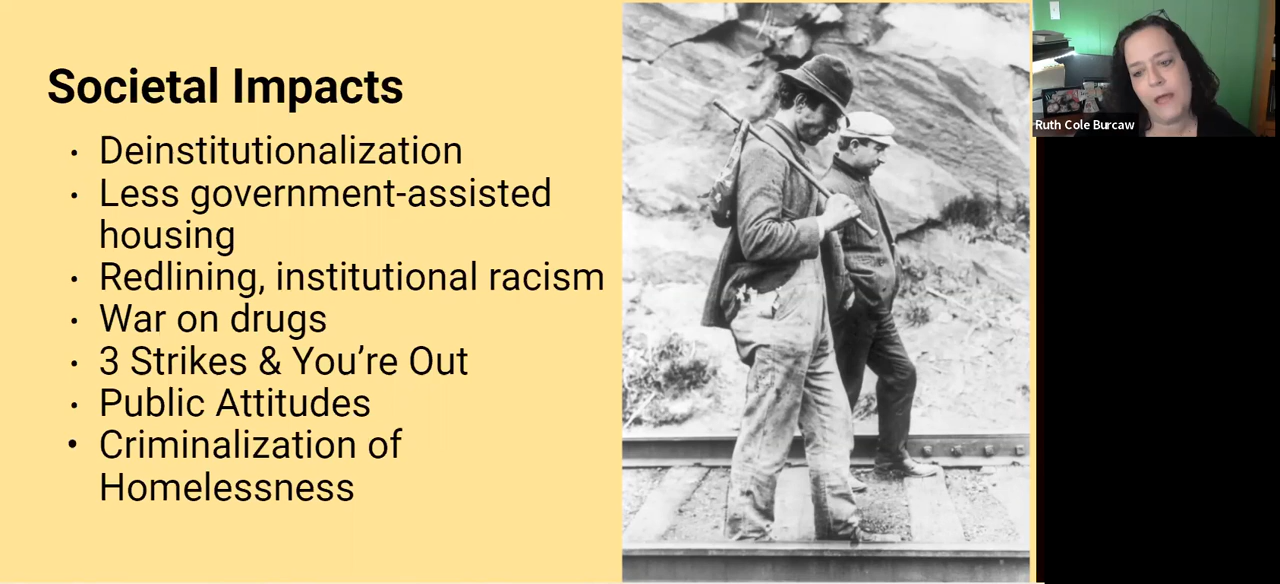 Societal Impacts
• Deinstitutionalization
• Less government-assisted
housing
• Redlining, institutional racism
• War on drugs
• 3 Strikes & You’re Out
• Public Attitudes
• Criminalization of
Homelessness
Ruth Cole Burcaw